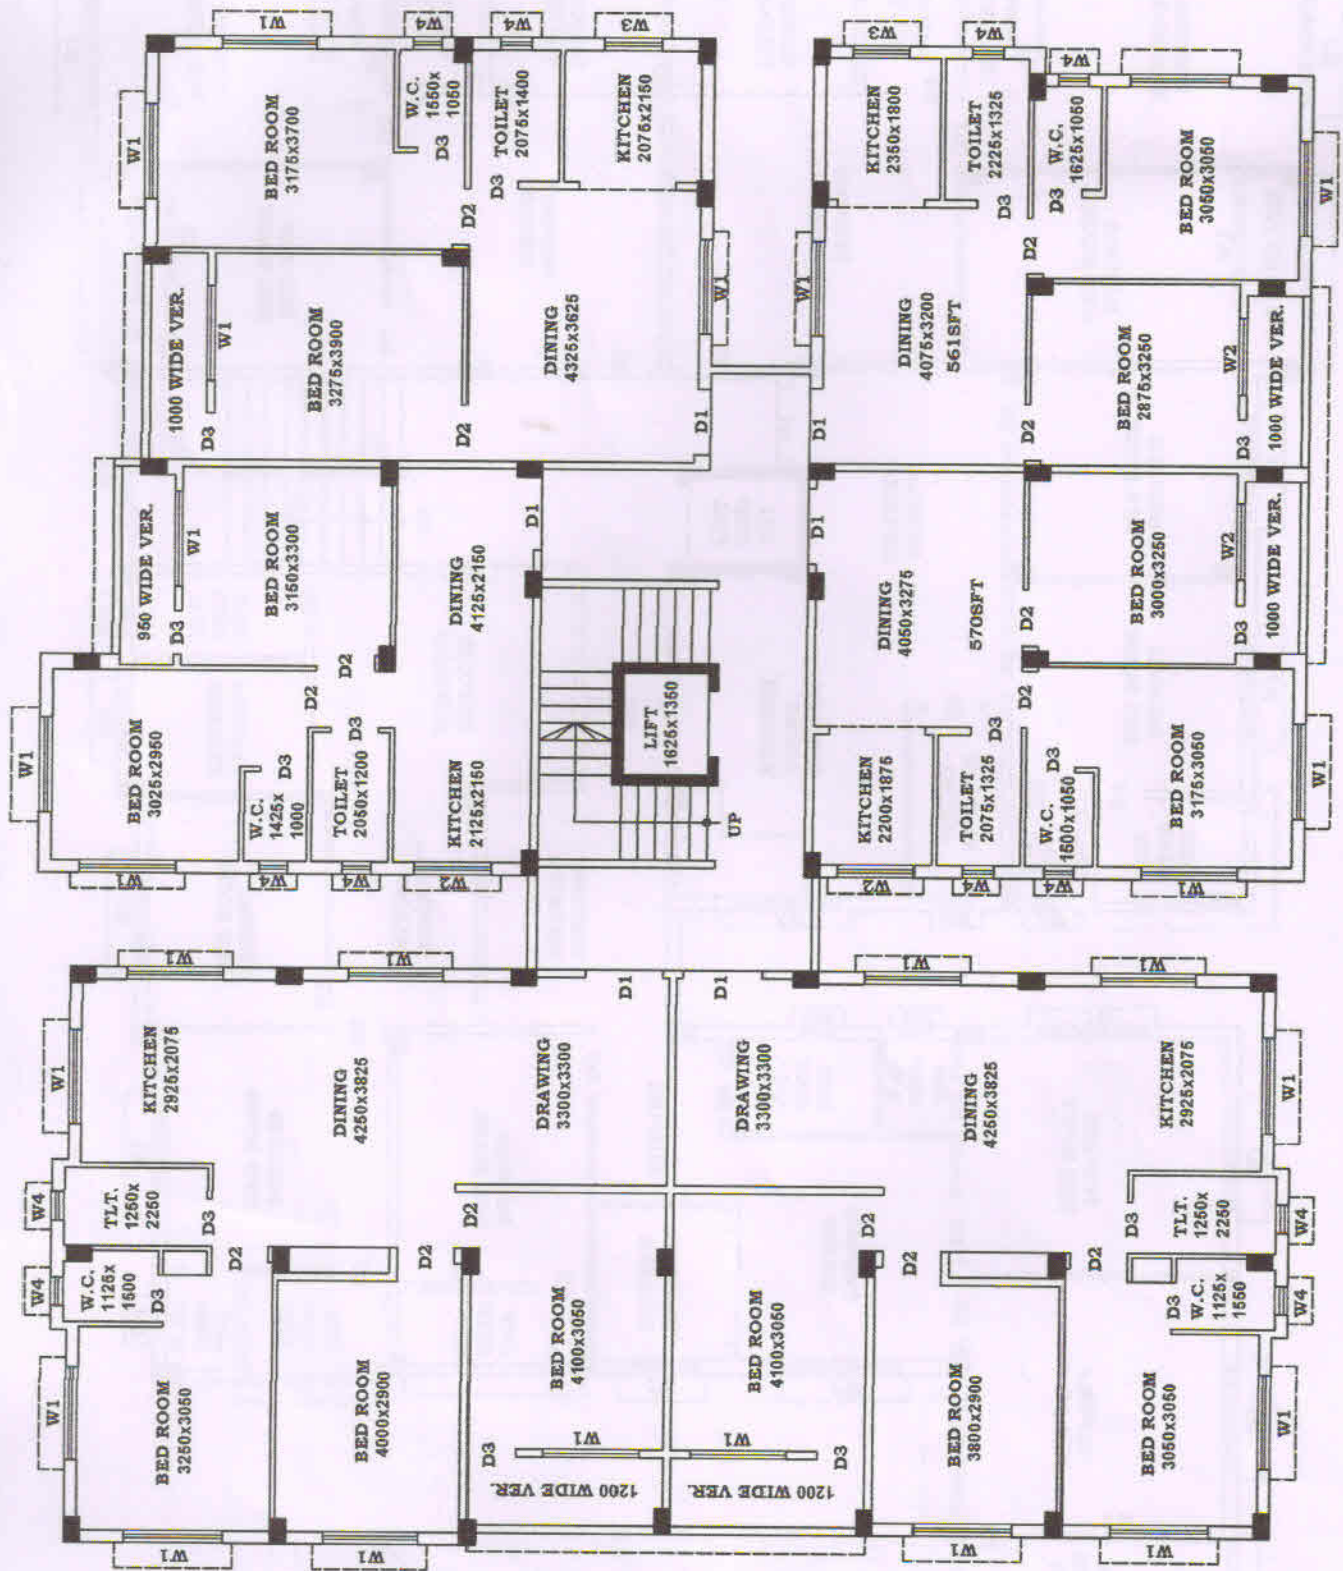 W1
W4
W4
W3
W1
BED ROOM
3175x3700
W.C.
1550x
1050
D3
TOILET
2075x1400
D3
KITCHEN
2075x2150
D2
1000 WIDE VER.
W1
D3
BED ROOM
3275x3900
D2
DINING
4325x3625
W1
D1
W3
W4
W4
KITCHEN
2350x1800
TOILET
2225x1325
D3
W.C.
1625x1050
D3
BED ROOM
3050x3050
W1
D2
W1
DINING
4075x3200
561SFT
D1
D2
BED ROOM
2875x3250
W2
D3
1000 WIDE VER.
950 WIDE VER.
W1
D3
BED ROOM
3150x3300
D2
DINING
4125x2150
D1
W1
BED ROOM
3025x2950
D2
D3
W.C.
1425x
1000
D3
TOILET
2050x1200
KITCHEN
2125x2150
W1
W4
W4
W2
LIFT
1625x1350
UP
D1
DINING
4050x3275
570SFT
D2
BED ROOM
3000x3250
W2
D3
1000 WIDE VER.
D2
D3
KITCHEN
2200x1875
TOILET
2075x1325
D3
W.C.
1500x1050
BED ROOM
3175x3050
W1
W2
W4
W4
W1
W1
W1
W1
KITCHEN
2925x2075
DINING
4250x3825
D1
DRAWING
3300x3300
W4
TLT.
1250x
2250
D3
W4
W.C.
1125x
1500
D3
D2
D2
D2
W1
BED ROOM
3250x3050
BED ROOM
4000x2900
BED ROOM
4100x3050
W1
D3
1200 WIDE VER.
W1
W1
D1
W1
W1
DRAWING
3300x3300
DINING
4250x3825
KITCHEN
2925x2075
W1
D2
D2
D2
D3
TLT.
1250x
2250
W4
D3
W.C.
1125x
1550
W4
BED ROOM
4100x3050
BED ROOM
3800x2900
BED ROOM
3050x3050
W1
W1
D3
1200 WIDE VER.
W1
W1